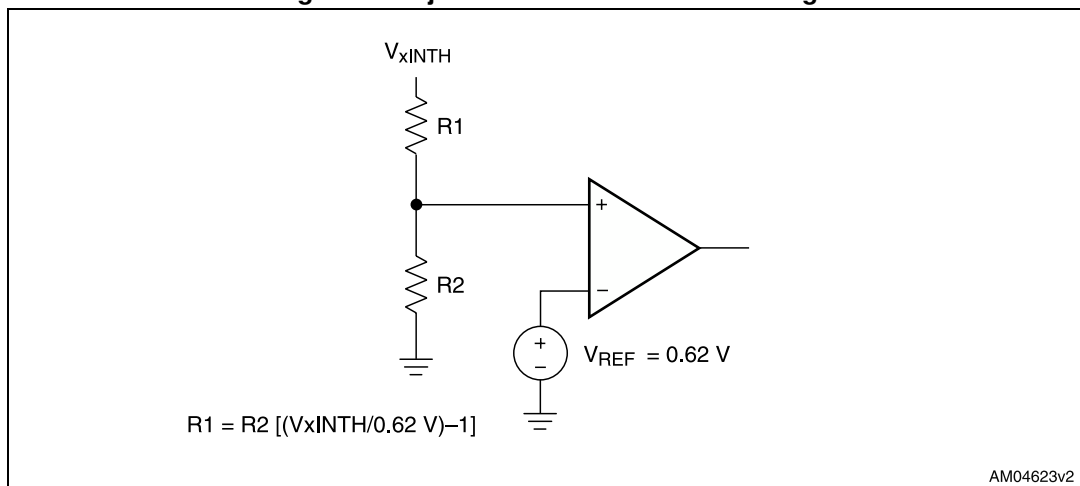 VxINTH
R1
+
R2
−
+
−
VREF = 0.62 V
R1 = R2 [(VxINTH/0.62 V)–1]
AM04623v2